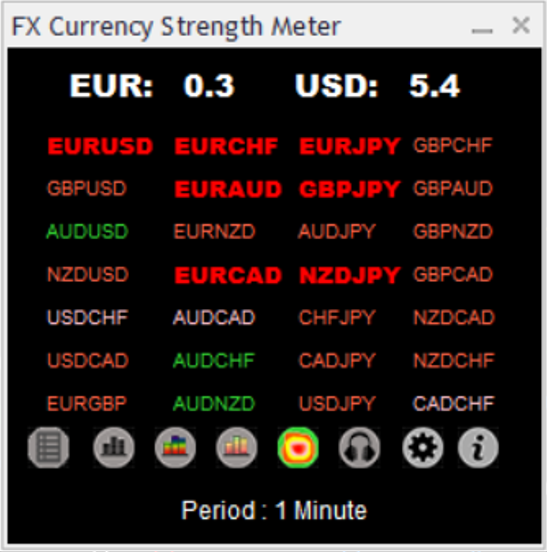 FX Currency Strength Meter
EUR: 0.3 USD: 5.4
EURUSD EURCHF EURJPY GBPCHF
GBPUSD EURAUD GBPJPY GBPAUD
AUDUSD EURNZD AUDJPY GBPNZD
NZDUSD EURCAD NZDJPY GBPCAD
USDCHF AUDCAD CHFJPY NZDCAD
USDCAD AUDCHF CADJPY NZDCHF
EURGBP AUDNZD USDJPY CADCHF
i
Period : 1 Minute